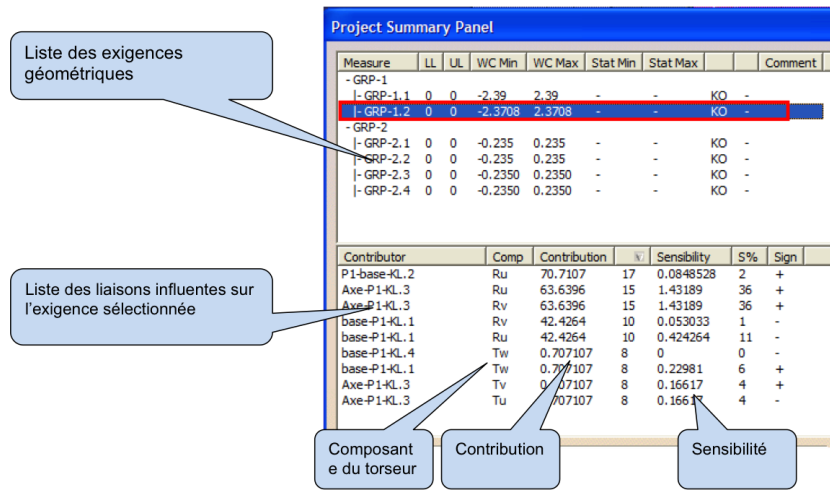 Project Summary Panel
Liste des exigences
géométriques
Measure LL UL WC Min WC Max Stat Min Stat Max Comment
- GRP-1
|- GRP-1.1 0 0 -2.39 2.39 - - KO -
|- GRP-1.2 0 0 -2.3708 2.3708 - - KO -
- GRP-2
|- GRP-2.1 0 0 -0.235 0.235 - - KO -
|- GRP-2.2 0 0 -0.235 0.235 - - KO -
|- GRP-2.3 0 0 -0.2350 0.2350 - - KO -
|- GRP-2.4 0 0 -0.2350 0.2350 - - KO -
Liste des liaisons influentes sur
l'exigence sélectionnée
Contributor Comp Contribution Sensibility S% Sign
P1-base-KL.2 Ru 70.7107 17 0.0848528 2 +
Axe-P1-KL.3 Ru 63.6396 15 1.43189 36 +
Axe-P1-KL.3 Rv 63.6396 15 1.43189 36 +
base-P1-KL.1 Rv 42.4264 10 0.053033 1 -
base-P1-KL.1 Ru 42.4264 10 0.424264 11 -
base-P1-KL.4 Tw 0.707107 8 0 0 -
base-P1-KL.1 Tw 0.707107 8 0.22981 6 +
Axe-P1-KL.3 Tv 0.707107 8 0.16617 4 +
Axe-P1-KL.3 Tu 0.707107 8 0.16617 4 -
Composant
e du torseur
Contribution
Sensibilité